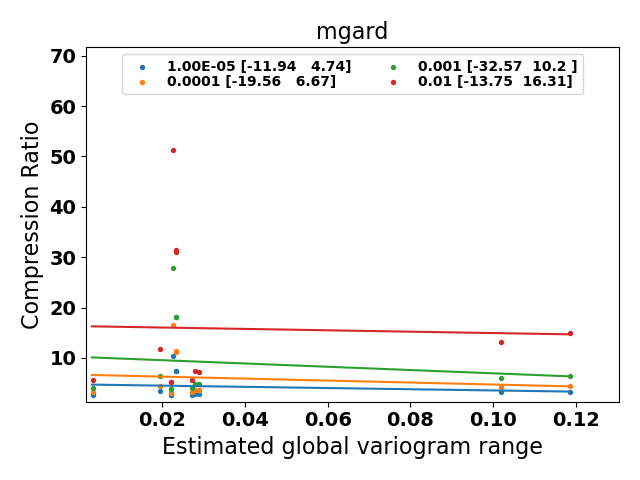 mgard
1.00E-05 [-11.94   4.74]
0.0001 [-19.56   6.67]
0.001 [-32.57  10.2 ]
0.01 [-13.75  16.31]
70
60
50
40
30
20
10
Compression Ratio
0.02 0.04 0.06 0.08 0.10 0.12
Estimated global variogram range